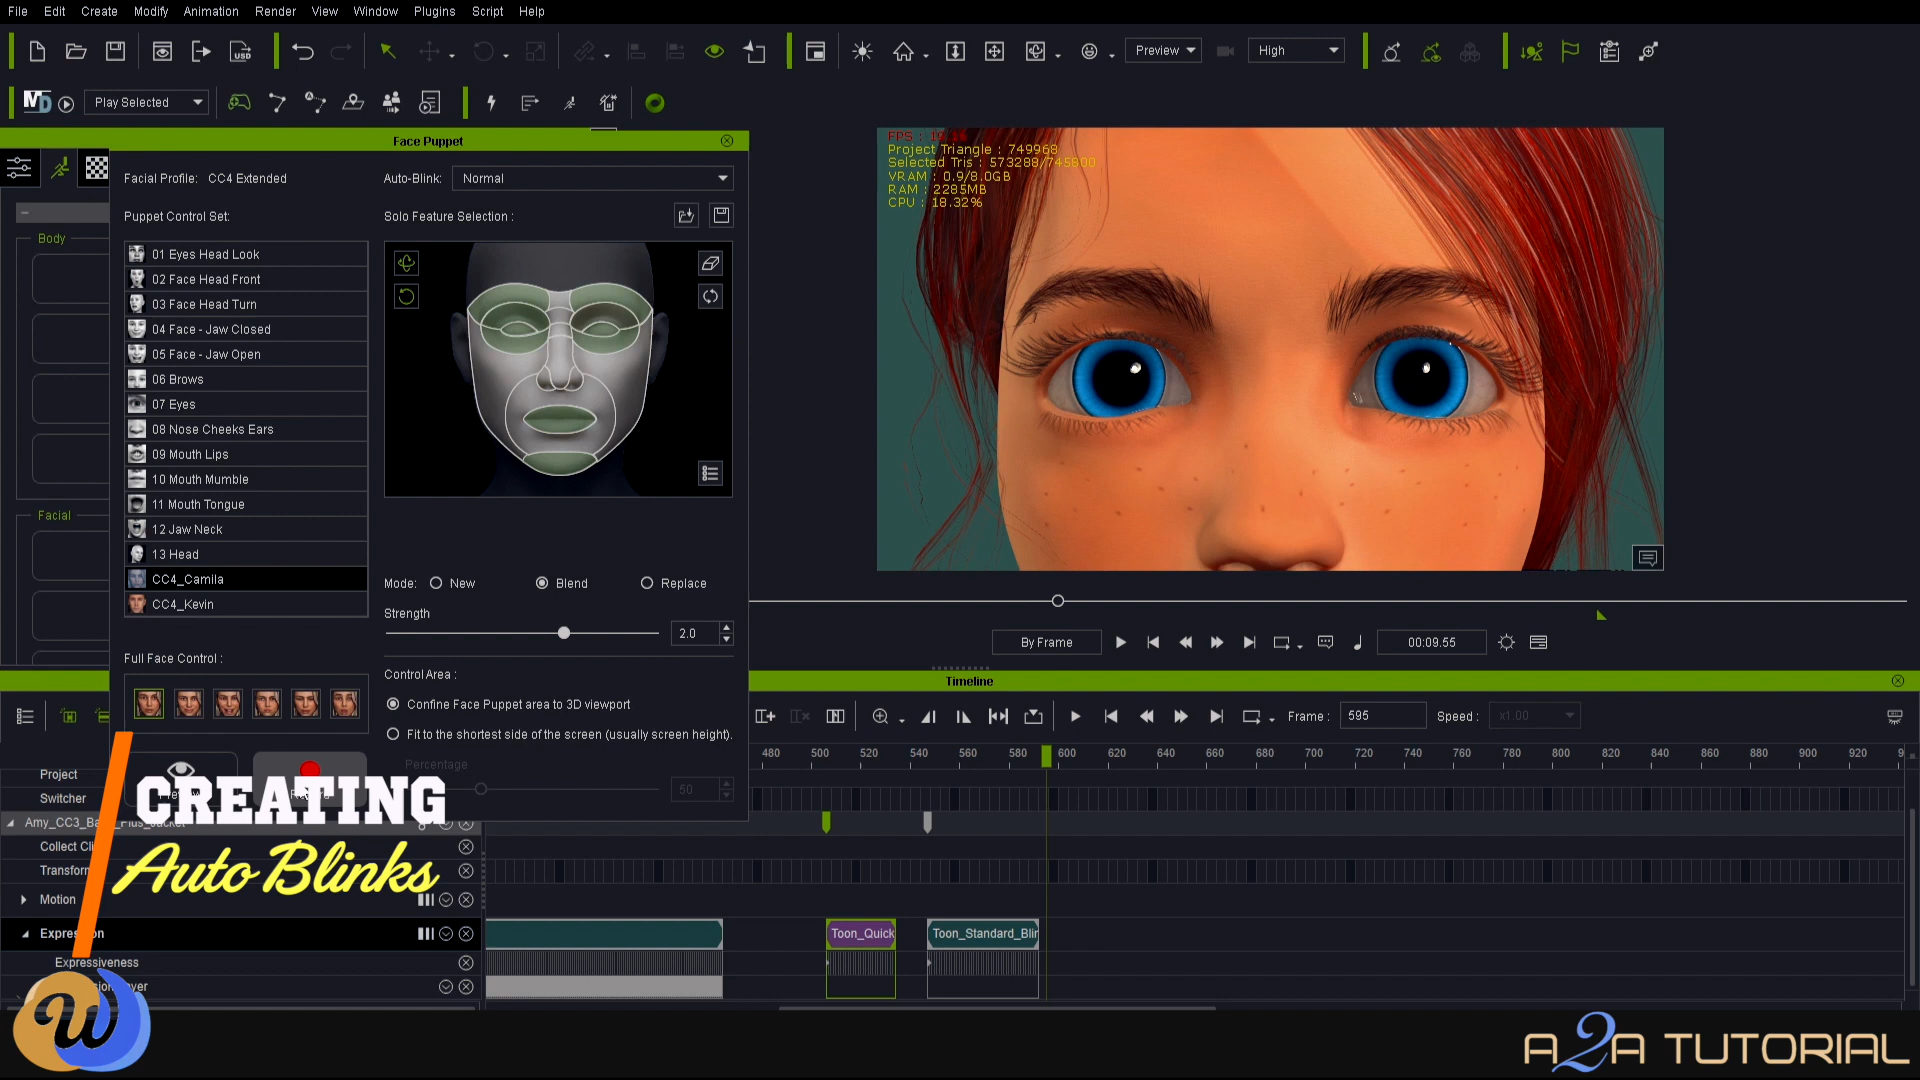 File Edit Create Modify Animation Render View Window Plugins Script Help
Preview
High
MD
Play Selected
Face Puppet
Facial Profile: CC4 Extended
Auto-Blink: Normal
Puppet Control Set:
Solo Feature Selection :
Body
Facial
01 Eyes Head Look
02 Face Head Front
03 Face Head Turn
04 Face - Jaw Closed
05 Face - Jaw Open
06 Brows
07 Eyes
08 Nose Cheeks Ears
09 Mouth Lips
10 Mouth Mumble
11 Mouth Tongue
12 Jaw Neck
13 Head
CC4_Camila
CC4_Kevin
Mode: New Blend Replace
Strength
2.0
Full Face Control :
Control Area :
Confine Face Puppet area to 3D viewport
Fit to the shortest side of the screen (usually screen height).
Percentage
50
FPS :
Project Triangle : 749968
Selected Tris : 573288/745800
VRAM : 0.9/8.0GB
RAM : 2285MB
CPU : 18.32%
By Frame
00:09.55
Timeline
Frame : 595
Speed : x1.00
480 500 520 540 560 580 600 620 640 660 680 700 720 740 760 780 800 820 840 860 880 900 920 9
Project
Switcher
Collect Cli
Transform
Motion
Expression
Expressiveness
Toon_Quick
Toon_Standard_Blin
CREATING
Auto Blinks
W
A2A TUTORIAL